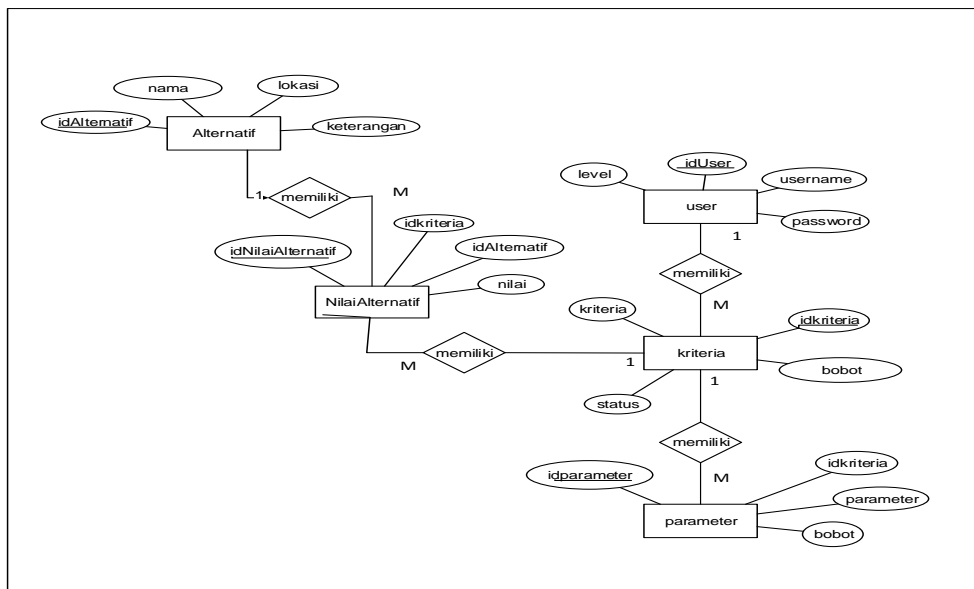 nama
lokasi
idAlternatif
Alternatif
keterangan
1
memiliki
M
idUser
level
username
user
password
1
idkriteria
idNilaiAlternatif
idAlternatif
nilai
NilaiAlternatif
memiliki
M
kriteria
idkriteria
M
memiliki
1
kriteria
bobot
1
status
memiliki
M
idparameter
idkriteria
parameter
parameter
bobot